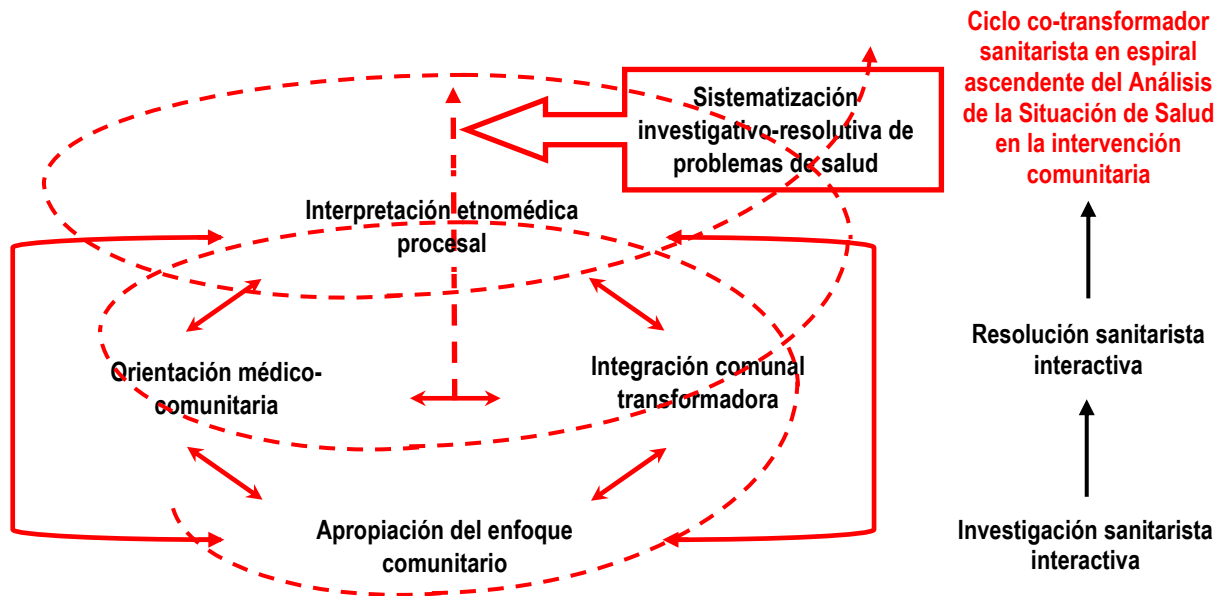 Ciclo co-transformador
sanitarista en espiral
ascendente del Análisis
de la Situación de Salud
en la intervención
comunitaria
Sistematización
investigativo-resolutiva de
problemas de salud
Interpretación etnomédica
procesal
Orientación médico-
comunitaria
Integración comunal
transformadora
Resolución sanitarista
interactiva
Apropiación del enfoque
comunitario
Investigación sanitarista
interactiva